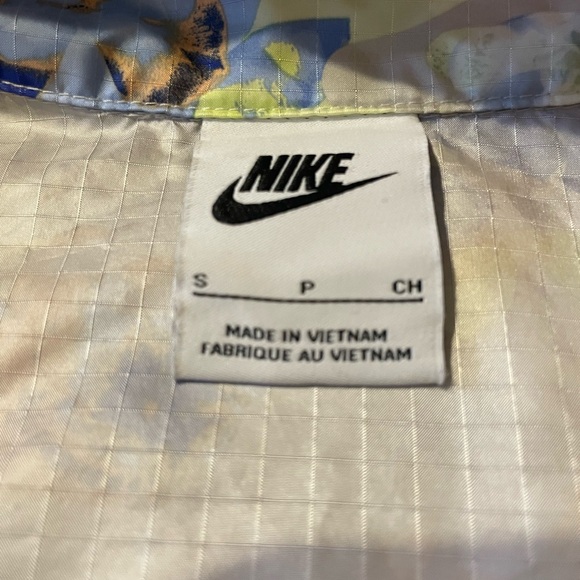 NIKE
S P CH
MADE IN VIETNAM
FABRIQUE AU VIETNAM